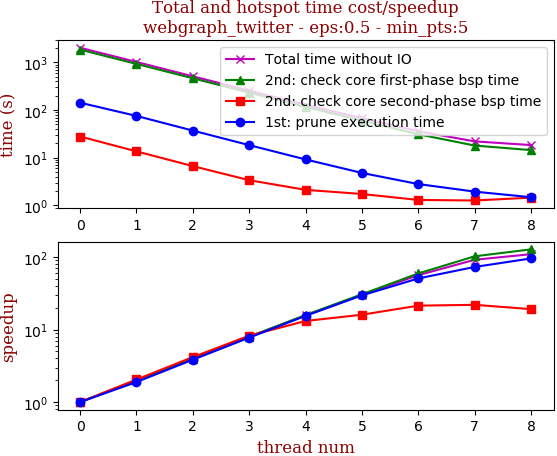 Total and hotspot time cost/speedup
webgraph_twitter - eps:0.5 - min_pts:5
time (s)
10³
10²
10¹
10⁰
Total time without IO
2nd: check core first-phase bsp time
2nd: check core second-phase bsp time
1st: prune execution time
0 1 2 3 4 5 6 7 8
speedup
10²
10¹
10⁰
0 1 2 3 4 5 6 7 8
thread num